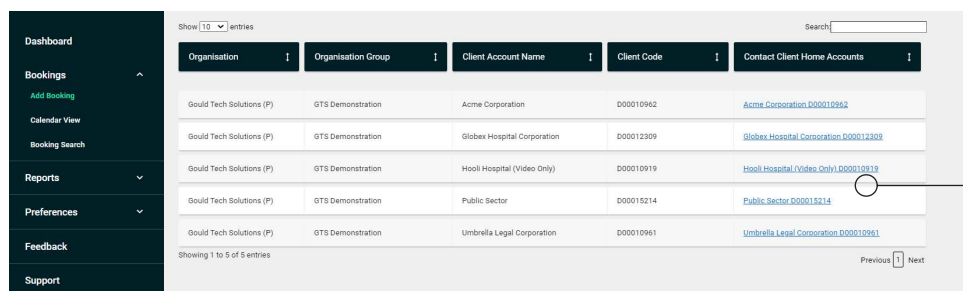 Dashboard
Bookings
Add Booking
Calendar View
Booking Search
Reports
Preferences
Feedback
Support
Show 10 entries
Search:
Organisation Organisation Group Client Account Name Client Code Contact Client Home Accounts
Gould Tech Solutions (P) GTS Demonstration Acme Corporation D00010962 Acme Corporation D00010962
Gould Tech Solutions (P) GTS Demonstration Globex Hospital Corporation D00012309 Globex Hospital Corporation D00012309
Gould Tech Solutions (P) GTS Demonstration Hooli Hospital (Video Only) D00010919 Hooli Hospital (Video Only) D00010919
Gould Tech Solutions (P) GTS Demonstration Public Sector D00015214 Public Sector D00015214
Gould Tech Solutions (P) GTS Demonstration Umbrella Legal Corporation D00010961 Umbrella Legal Corporation D00010961
Showing 1 to 5 of 5 entries
Previous 1 Next